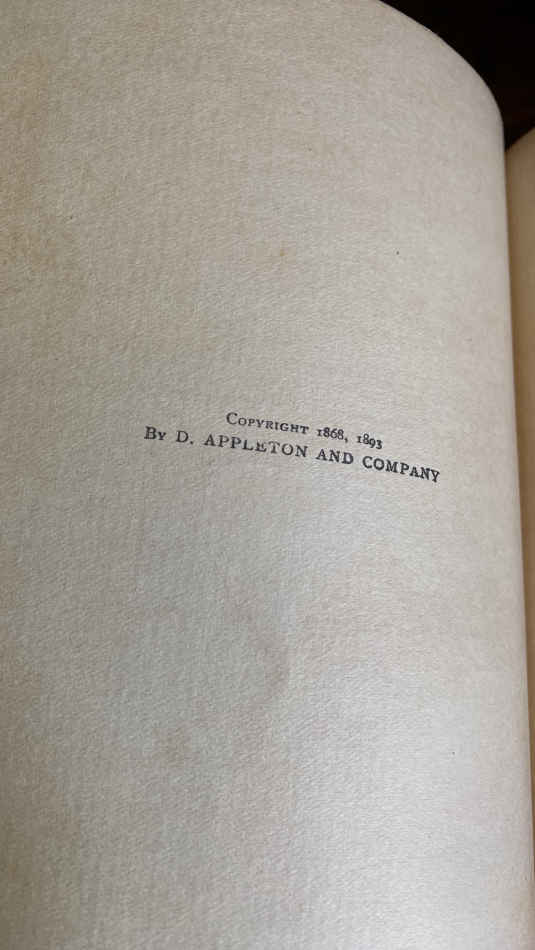 Copyright 1868, 1893
By D. APPLETON AND COMPANY